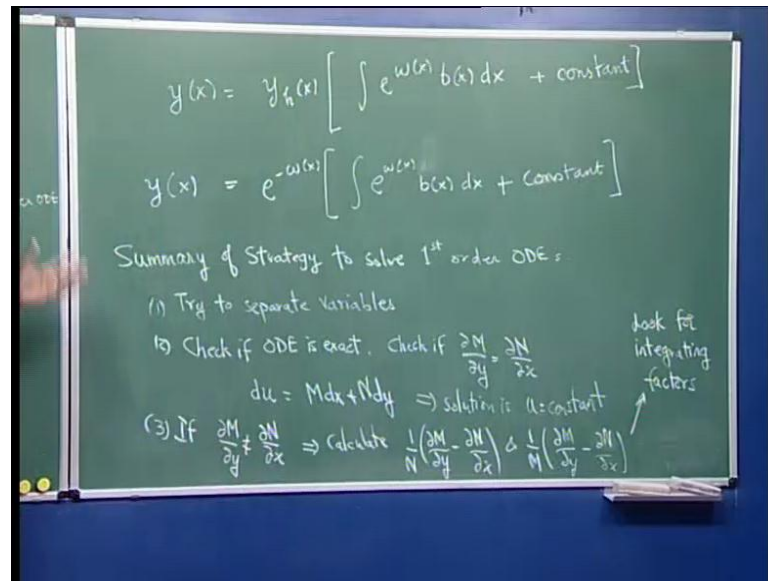 y(x) = y_h(x) [ ∫ e^{w(x)} b(x) dx + constant ]
y(x) = e^{-w(x)} [ ∫ e^{w(x)} b(x) dx + Constant ]
Summary of Strategy to solve 1st order ODE:
(1) Try to separate variables
(2) Check if ODE is exact. Check if ∂M/∂y = ∂N/∂x
du = Mdx + Ndy ⇒ solution is u = constant
(3) If ∂M/∂y ≠ ∂N/∂x ⇒ Calculate 1/N (∂M/∂y - ∂N/∂x) & 1/M (∂M/∂y - ∂N/∂x)
Look for
integrating
factors
ODE